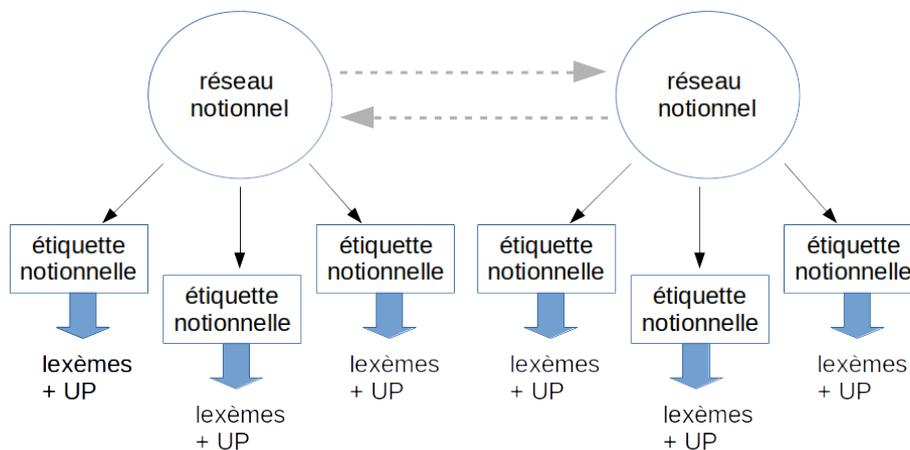 réseau
notionnel
réseau
notionnel
étiquette
notionnelle
étiquette
notionnelle
étiquette
notionnelle
étiquette
notionnelle
étiquette
notionnelle
étiquette
notionnelle
lexèmes
+ UP
lexèmes
+ UP
lexèmes
+ UP
lexèmes
+ UP
lexèmes
+ UP
lexèmes
+ UP